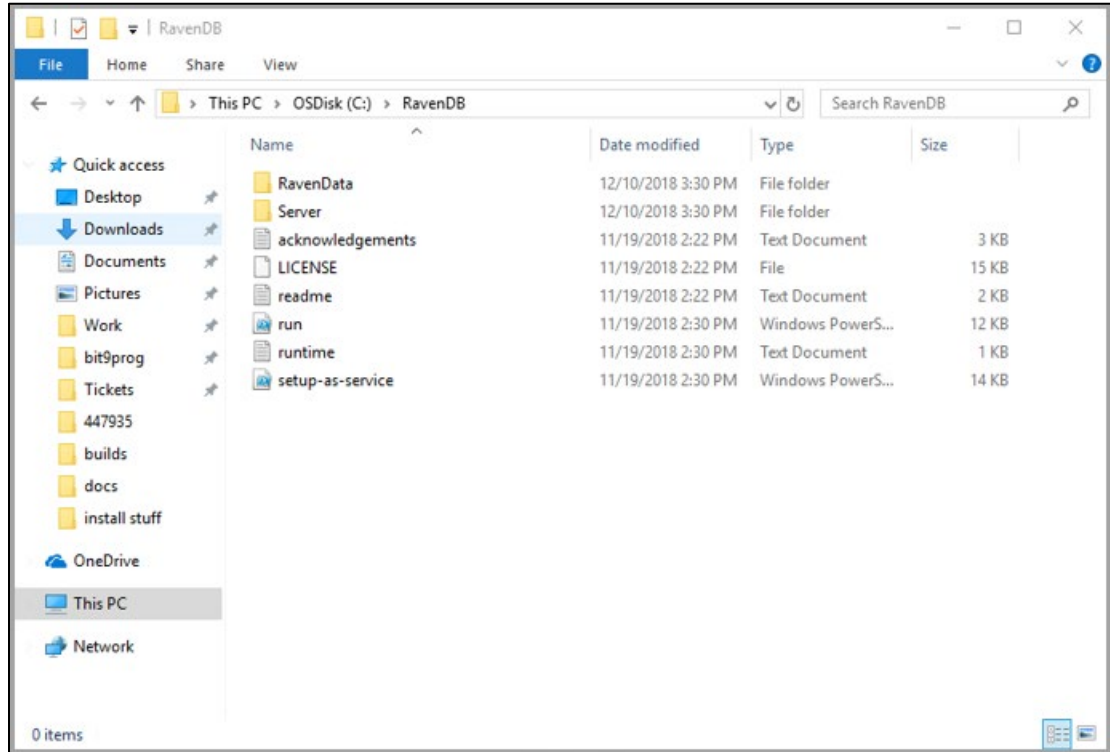 RavenDB
File Home Share View
This PC > OSDisk (C:) > RavenDB Search RavenDB
Name Date modified Type Size
Quick access
Desktop
Downloads
Documents
Pictures
Work
bit9prog
Tickets
447935
builds
docs
install stuff
OneDrive
This PC
Network
RavenData 12/10/2018 3:30 PM File folder
Server 12/10/2018 3:30 PM File folder
acknowledgements 11/19/2018 2:22 PM Text Document 3 KB
LICENSE 11/19/2018 2:22 PM File 15 KB
readme 11/19/2018 2:22 PM Text Document 2 KB
run 11/19/2018 2:30 PM Windows PowerS... 12 KB
runtime 11/19/2018 2:30 PM Text Document 1 KB
setup-as-service 11/19/2018 2:30 PM Windows PowerS... 14 KB
0 items